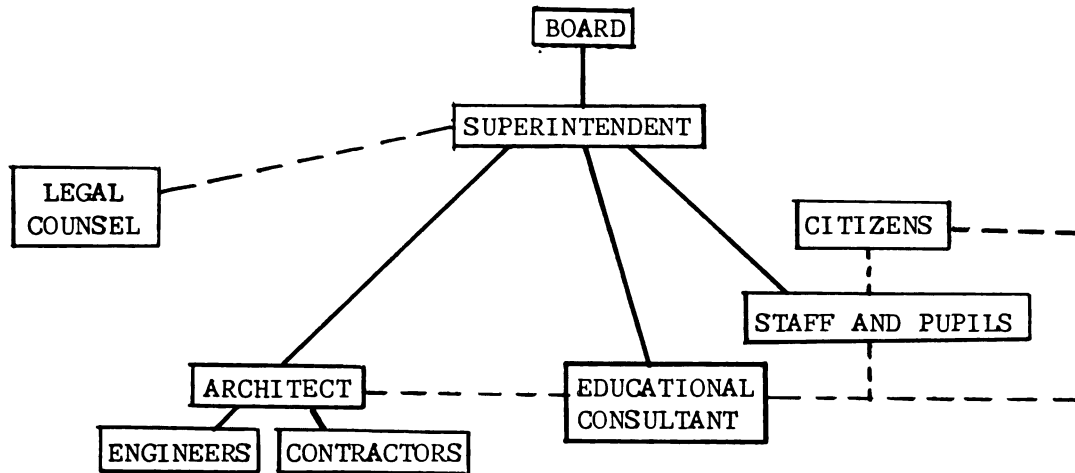 BOARD
SUPERINTENDENT
LEGAL
COUNSEL
CITIZENS
STAFF AND PUPILS
ARCHITECT
EDUCATIONAL
CONSULTANT
ENGINEERS
CONTRACTORS